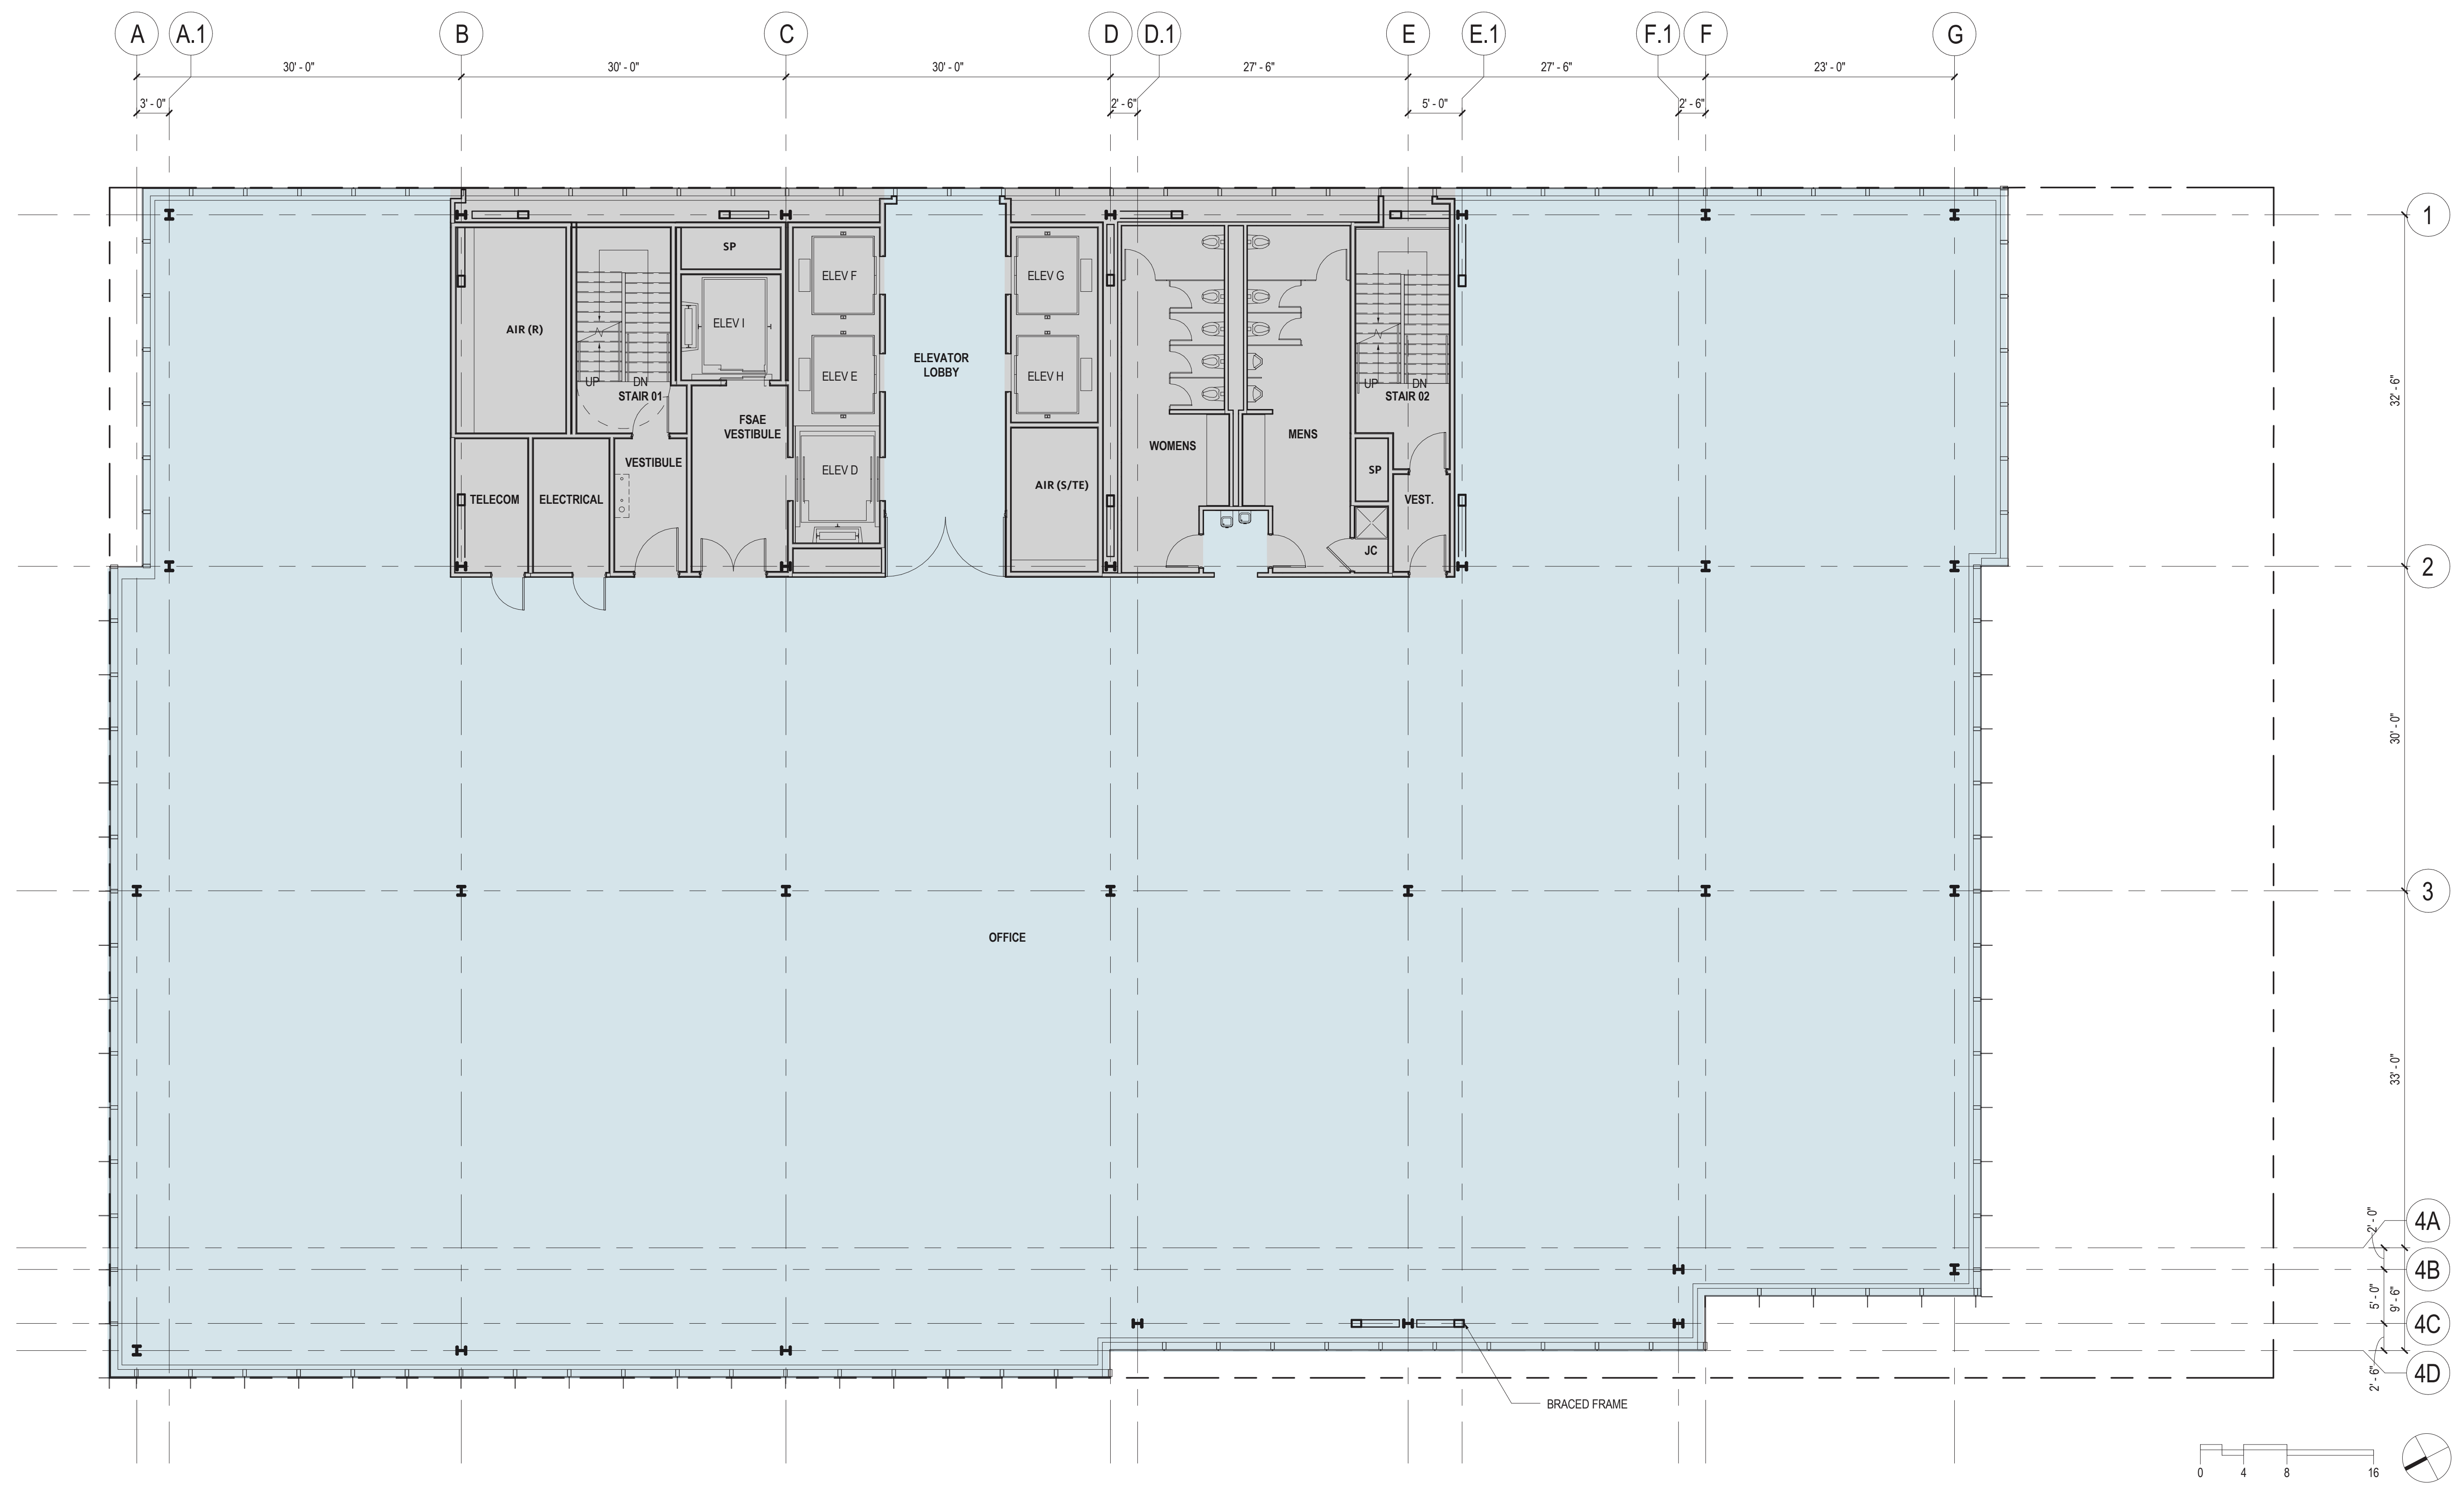 A A.1 B C D D.1 E E.1 F.1 F G
30' - 0" 30' - 0" 30' - 0" 27' - 6" 27' - 6" 23' - 0"
3' - 0" 2' - 6" 5' - 0" 2' - 6"
1
SP
ELEV F ELEV G
ELEV I
AIR (R)
ELEVATOR
LOBBY
ELEV E ELEV H
UP DN
STAIR 01
UP DN
STAIR 02
32' - 6"
FSAE
VESTIBULE
MENS
WOMENS
VESTIBULE
ELEV D
SP
AIR (S/TE)
TELECOM ELECTRICAL
VEST.
JC
2
30' - 0"
3
OFFICE
33' - 0"
4A
2' - 0"
4B
5' - 0"
9' - 6"
4C
2' - 6"
4D
BRACED FRAME
0 4 8 16